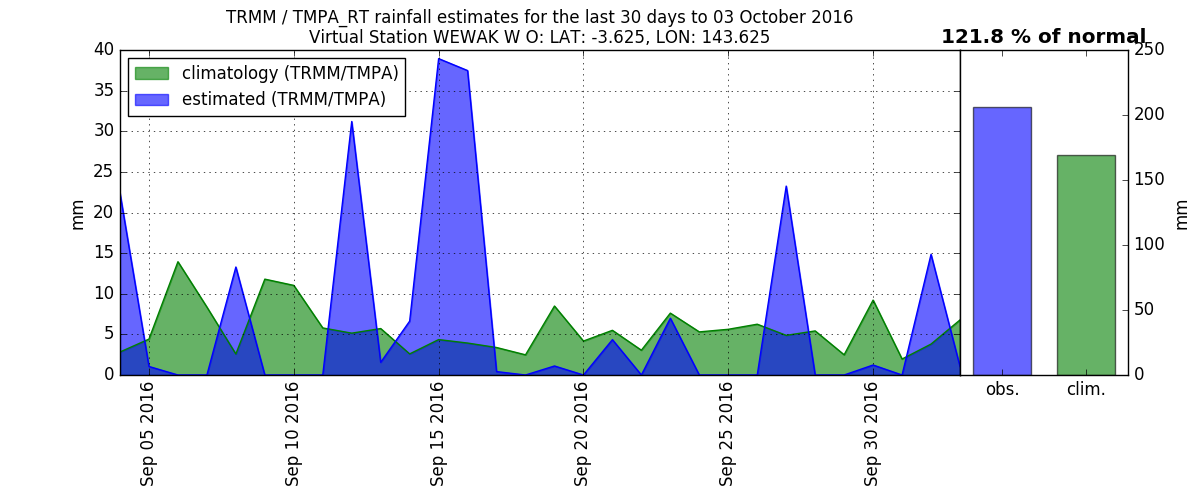 TRMM / TMPA_RT rainfall estimates for the last 30 days to 03 October 2016
Virtual Station WEWAK W O: LAT: -3.625, LON: 143.625
121.8 % of normal
climatology (TRMM/TMPA)
estimated (TRMM/TMPA)
40
35
30
25
20
15
10
5
0
mm
Sep 05 2016
Sep 10 2016
Sep 15 2016
Sep 20 2016
Sep 25 2016
Sep 30 2016
250
200
150
100
50
0
mm
obs.
clim.